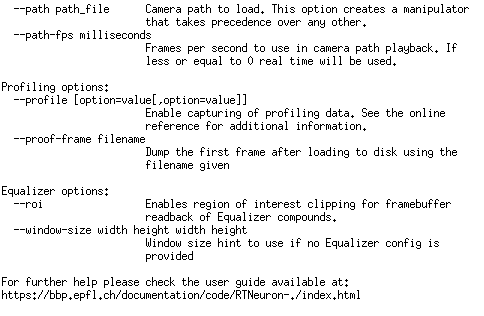 --path path_file     Camera path to load. This option creates a manipulator
that takes precedence over any other.
--path-fps milliseconds
Frames per second to use in camera path playback. If
less or equal to 0 real time will be used.
Profiling options:
--profile [option=value[,option=value]]
Enable capturing of profiling data. See the online
reference for additional information.
--proof-frame filename
Dump the first frame after loading to disk using the
filename given
Equalizer options:
--roi                Enables region of interest clipping for framebuffer
readback of Equalizer compounds.
--window-size width height width height
Window size hint to use if no Equalizer config is
provided
For further help please check the user guide available at:
https://bbp.epfl.ch/documentation/code/RTNeuron-./index.html